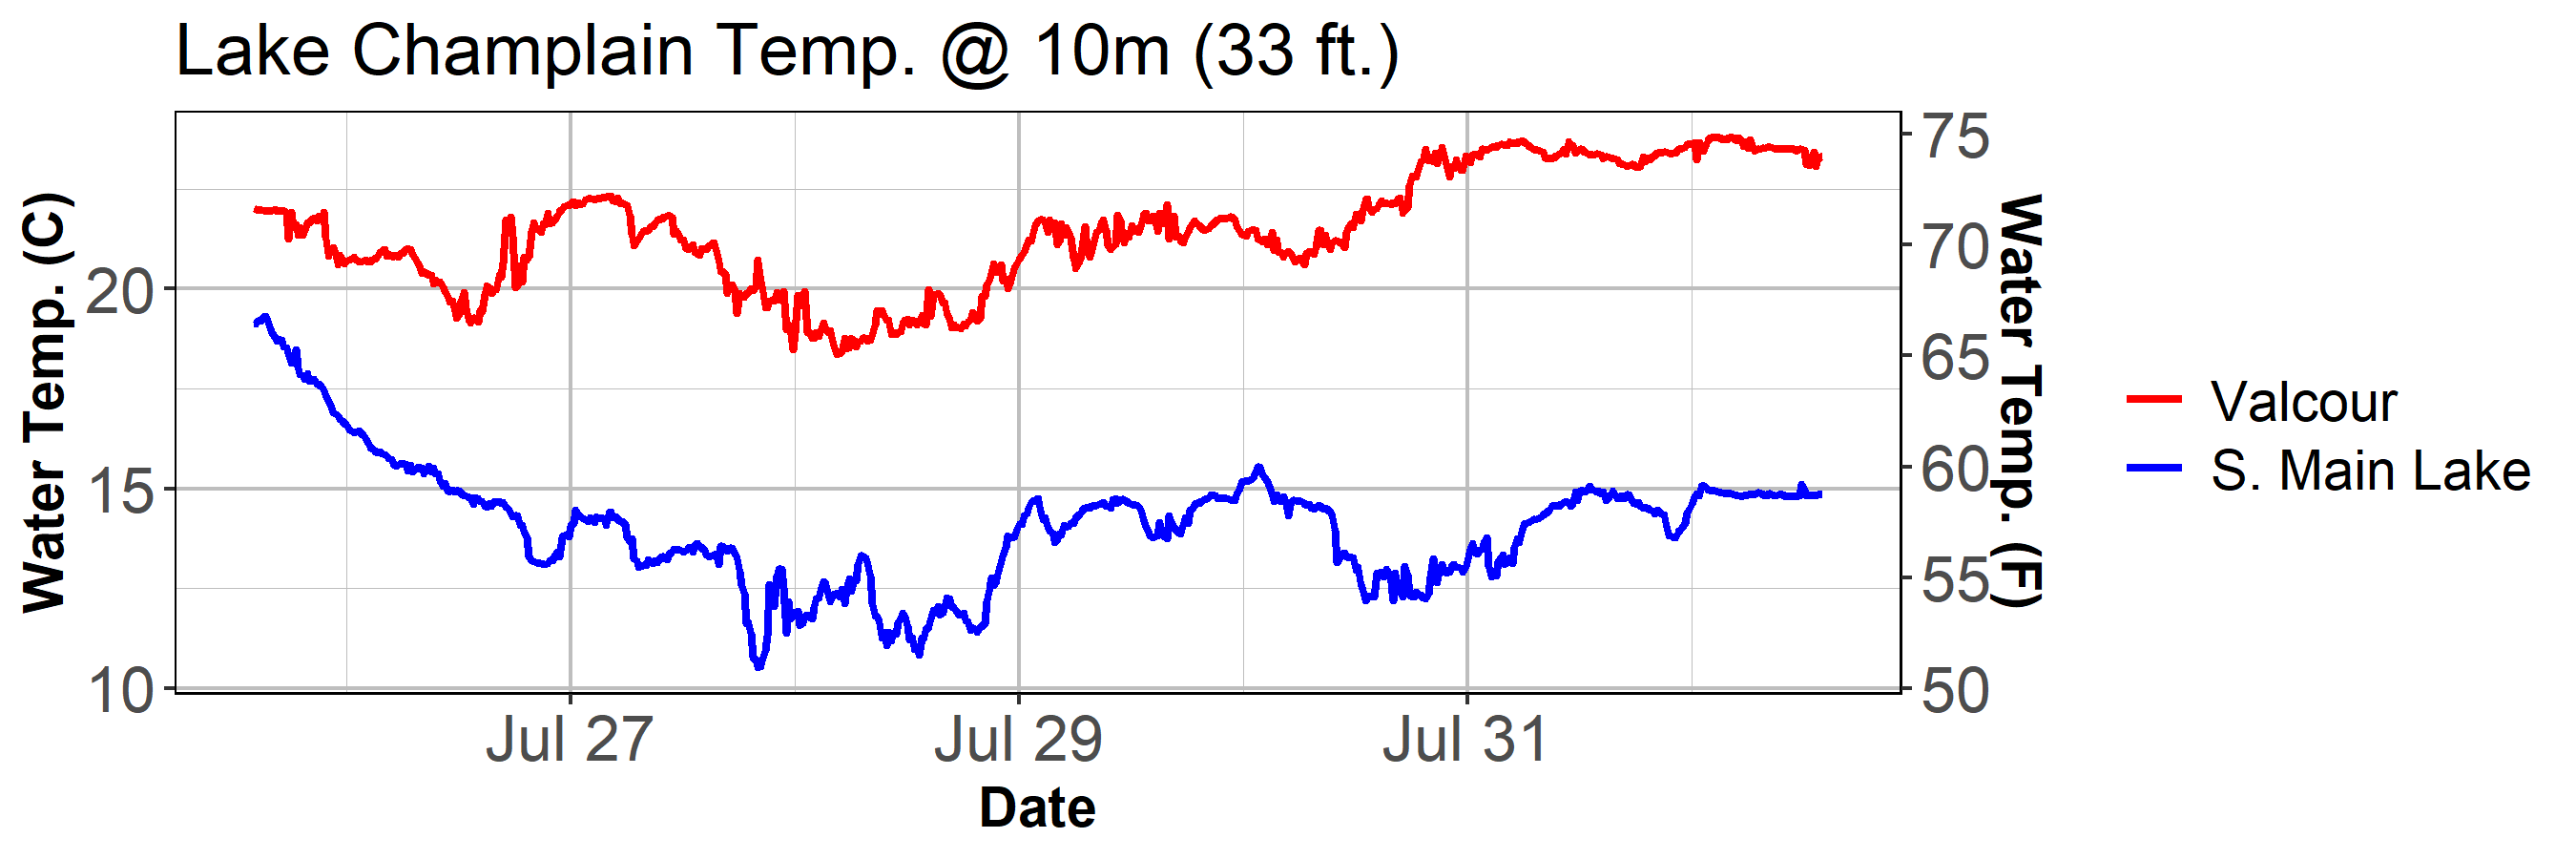 Lake Champlain Temp. @ 10m (33 ft.)
Water Temp. (C)
20
15
10
75
70
65
60
55
50
Water Temp. (F)
Jul 27
Jul 29
Jul 31
Date
Valcour
S. Main Lake